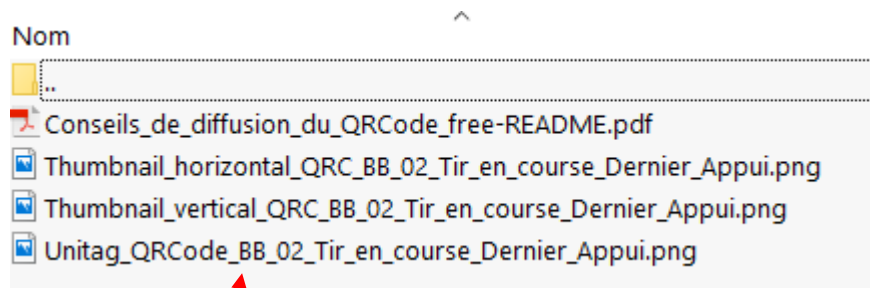 Nom
..
Conseils_de_diffusion_du_QRCode_free-README.pdf
Thumbnail_horizontal_QRC_BB_02_Tir_en_course_Dernier_Appui.png
Thumbnail_vertical_QRC_BB_02_Tir_en_course_Dernier_Appui.png
Unitag_QRCode_BB_02_Tir_en_course_Dernier_Appui.png